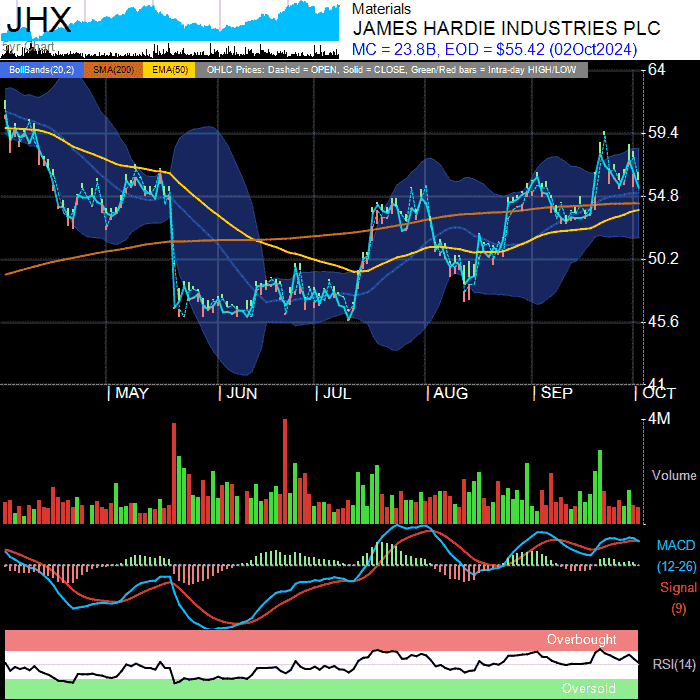 JHX
5yr Chart
Materials
JAMES HARDIE INDUSTRIES PLC
MC = 23.8B, EOD = $55.42 (02Oct2024)
BollBands(20,2) SMA(200) EMA(50) OHLC Prices: Dashed = OPEN, Solid = CLOSE, Green/Red bars = Intra-day HIGH/LOW
64
59.4
54.8
50.2
45.6
41
MAY JUN JUL AUG SEP OCT
4M
Volume
MACD
(12-26)
Signal
(9)
Overbought
RSI(14)
Oversold